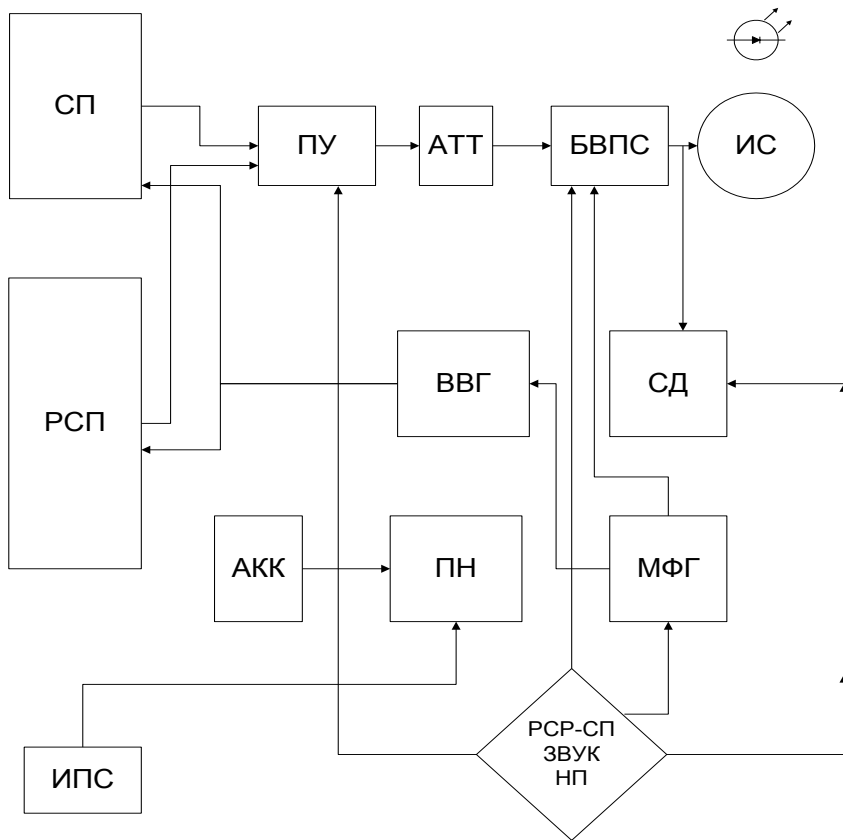 СП
ПУ
АТТ
БВПС
ИС
РСП
ВВГ
СД
АКК
ПН
МФГ
РСР-СП
ЗВУК
НП
ИПС